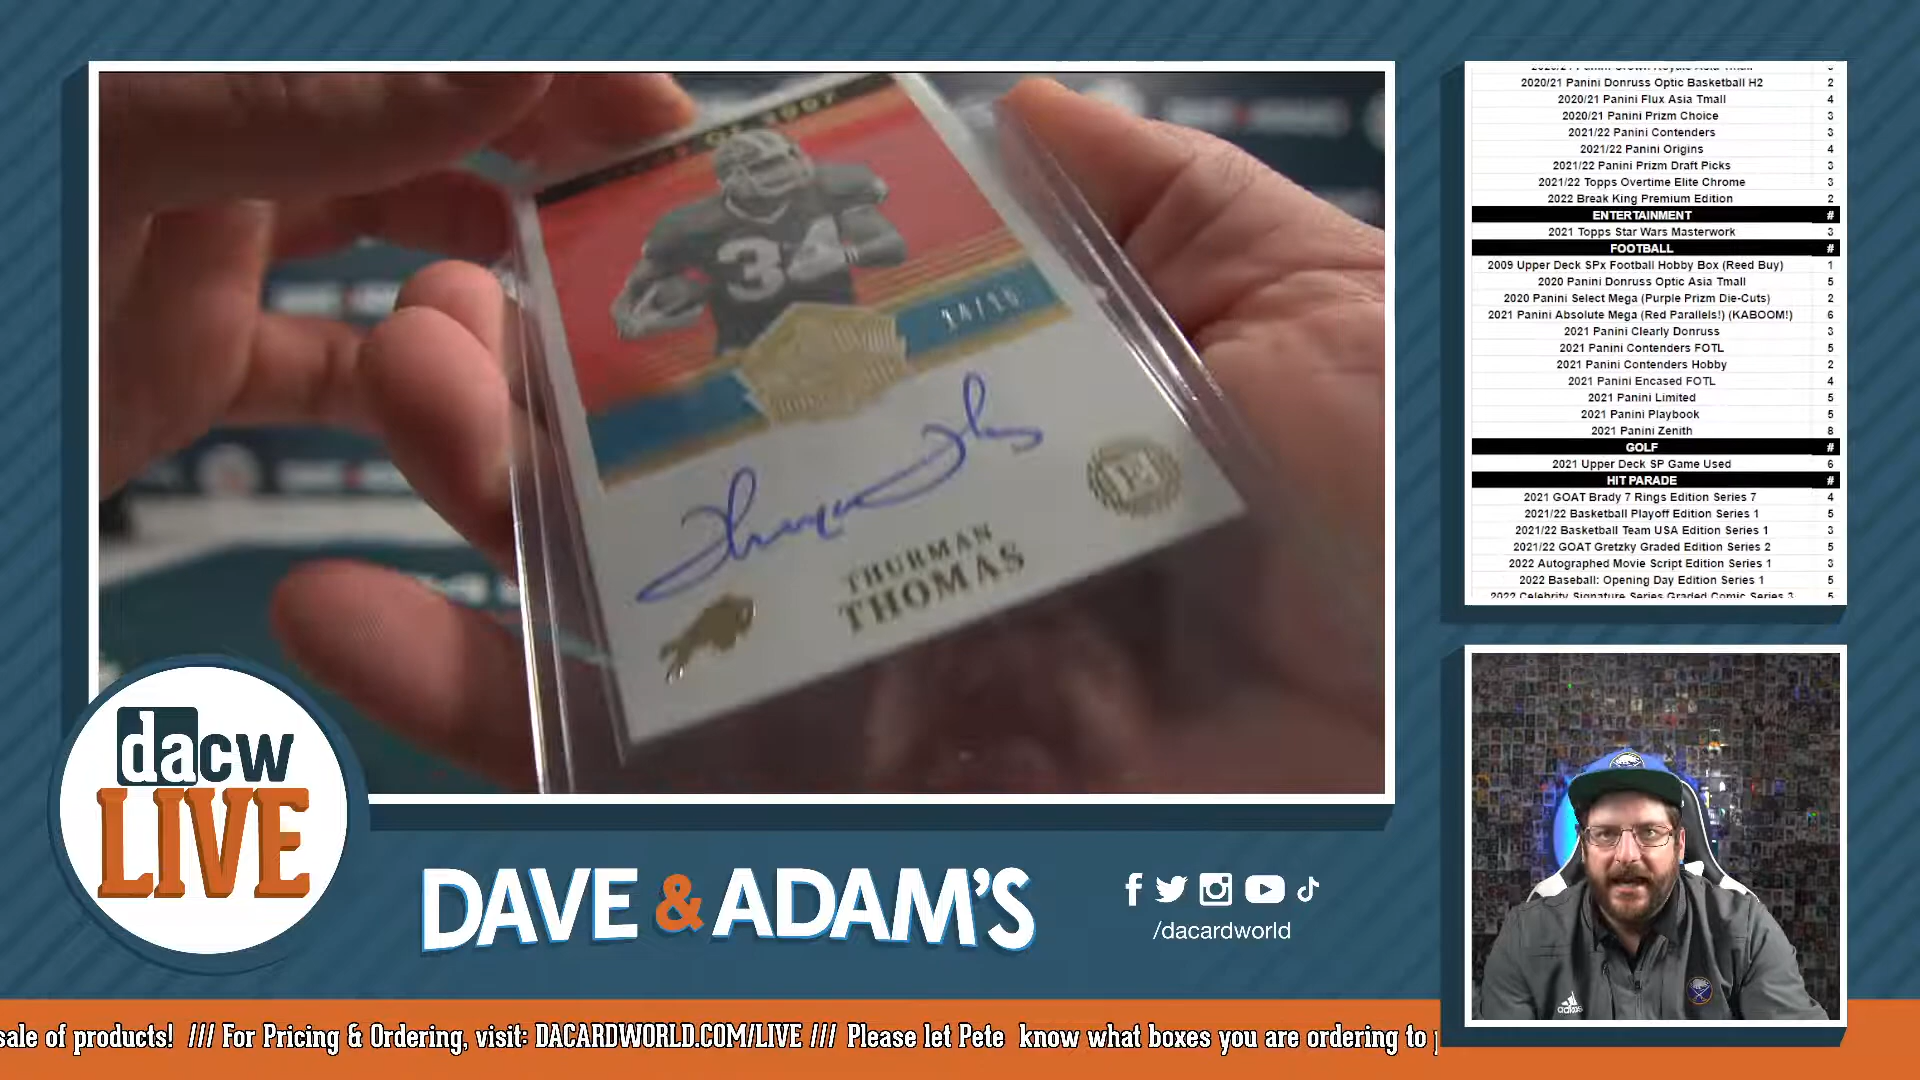 34
THURMAN
THOMAS
2020/21 Panini Donruss Optic Basketball H2 2
2020/21 Panini Flux Asia Tmall 4
2020/21 Panini Prizm Choice 3
2021/22 Panini Contenders 3
2021/22 Panini Origins 4
2021/22 Panini Prizm Draft Picks 3
2021/22 Topps Overtime Elite Chrome 3
2022 Break King Premium Edition 2
ENTERTAINMENT #
2021 Topps Star Wars Masterwork 3
FOOTBALL #
2009 Upper Deck SPx Football Hobby Box (Reed Buy) 1
2020 Panini Donruss Optic Asia Tmall 5
2020 Panini Select Mega (Purple Prizm Die-Cuts) 2
2021 Panini Absolute Mega (Red Parallels!) (KABOOM!) 6
2021 Panini Clearly Donruss 3
2021 Panini Contenders FOTL 5
2021 Panini Contenders Hobby 2
2021 Panini Encased FOTL 4
2021 Panini Limited 5
2021 Panini Playbook 5
2021 Panini Zenith 8
GOLF #
2021 Upper Deck SP Game Used 6
HIT PARADE #
2021 GOAT Brady 7 Rings Edition Series 7 4
2021/22 Basketball Playoff Edition Series 1 5
2021/22 Basketball Team USA Edition Series 1 3
2021/22 GOAT Gretzky Graded Edition Series 2 5
2022 Autographed Movie Script Edition Series 1 3
2022 Baseball: Opening Day Edition Series 1 5
2022 Celebrity Signature Series Graded Comic Series 3 5
dacw
LIVE
DAVE & ADAM'S
/dacardworld
adidas
sale of products! /// For Pricing & Ordering, visit: DACARDWORLD.COM/LIVE /// Please let Pete know what boxes you are ordering to